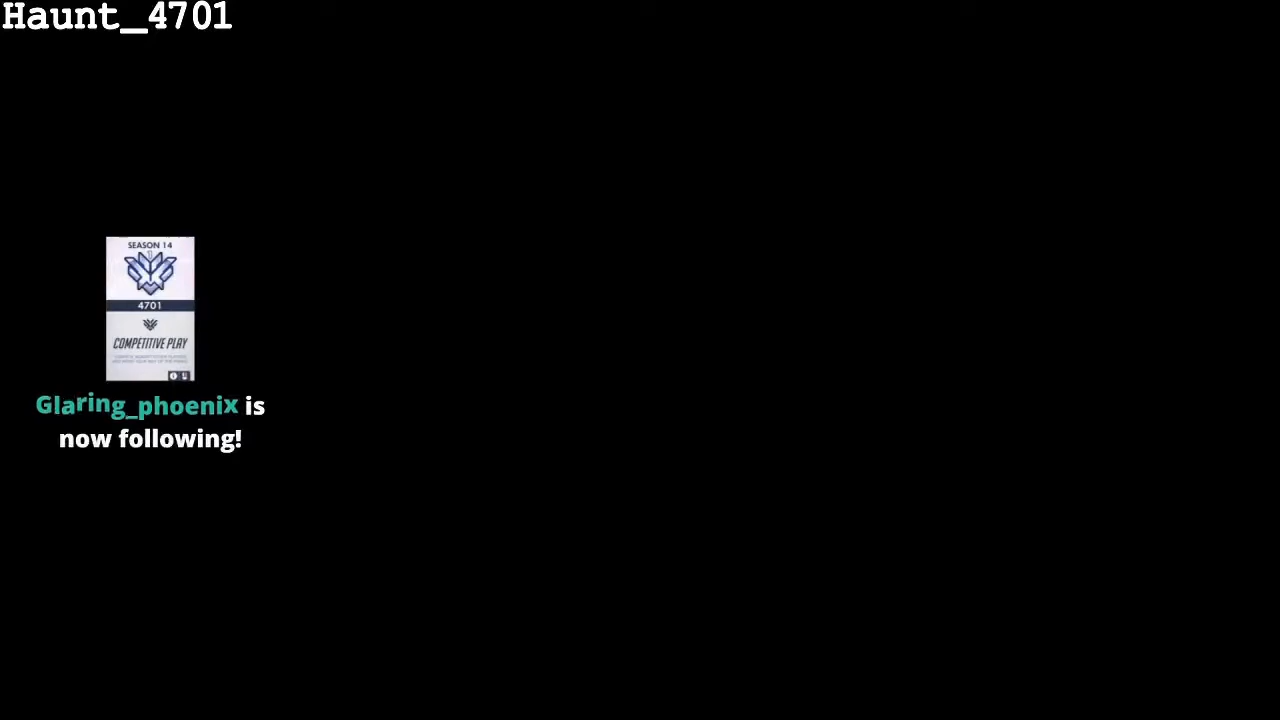 Haunt_4701
SEASON 14
4701
COMPETITIVE PLAY
Glaring_phoenix is
now following!